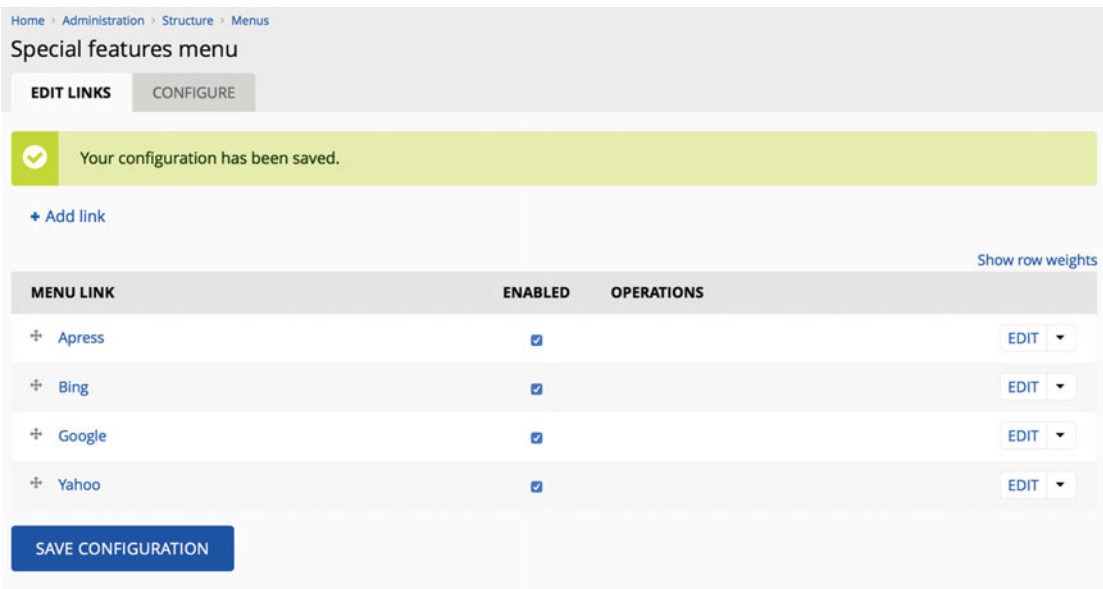 Home > Administration > Structure > Menus
Special features menu
EDIT LINKS CONFIGURE
Your configuration has been saved.
+ Add link
Show row weights
MENU LINK ENABLED OPERATIONS
Apress EDIT
Bing EDIT
Google EDIT
Yahoo EDIT
SAVE CONFIGURATION